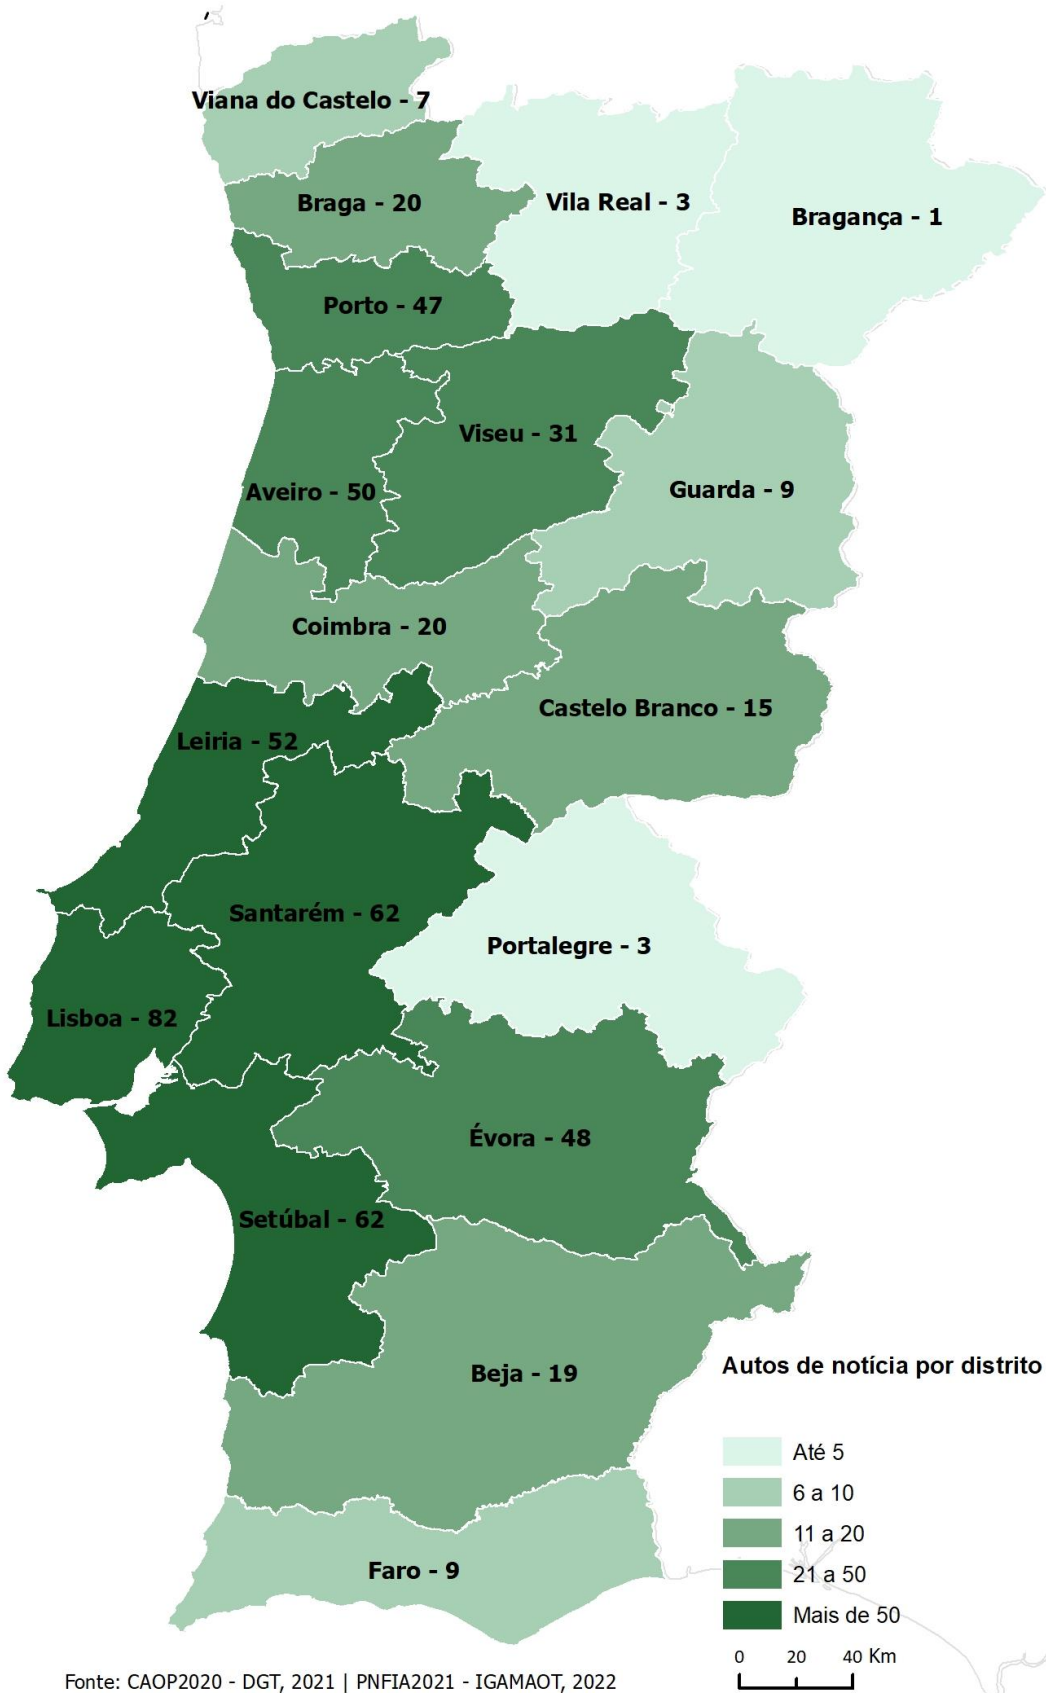 Viana do Castelo - 7
Braga - 20
Vila Real - 3
Bragança - 1
Porto - 47
Viseu - 31
Aveiro - 50
Guarda - 9
Coimbra - 20
Castelo Branco - 15
Leiria - 52
Santarém - 62
Portalegre - 3
Lisboa - 82
Évora - 48
Setúbal - 62
Beja - 19
Faro - 9
Autos de notícia por distrito
Até 5
6 a 10
11 a 20
21 a 50
Mais de 50
0 20 40 Km
Fonte: CAOP2020 - DGT, 2021 | PNFIA2021 - IGAMAOT, 2022